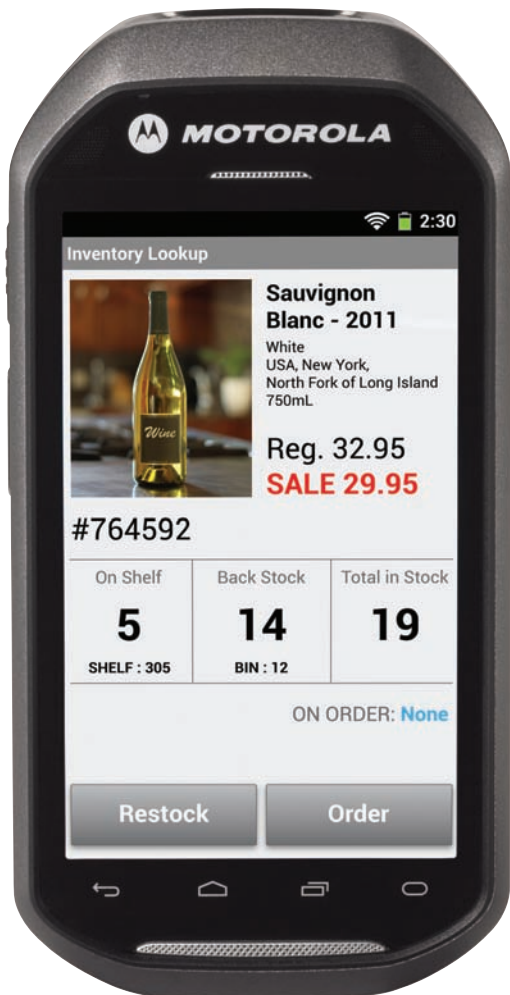 MOTOROLA
2:30
Inventory Lookup
Sauvignon
Blanc - 2011
White
USA, New York,
North Fork of Long Island
750mL
Wine
Reg. 32.95
SALE 29.95
#764592
On Shelf Back Stock Total in Stock
5 14 19
SHELF : 305 BIN : 12
ON ORDER: None
Restock Order